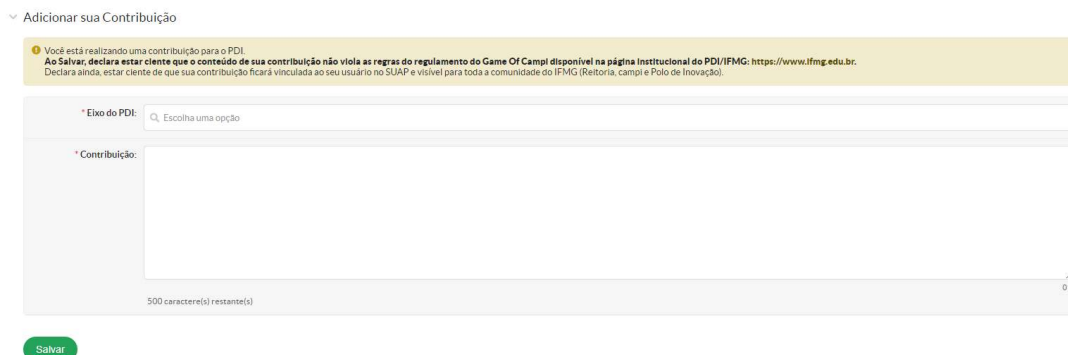 Adicionar sua Contribuição
Você está realizando uma contribuição para o PDI.
Ao Salvar, declara estar ciente que o conteúdo de sua contribuição não viola as regras do regulamento do Game Of Campi disponível na página institucional do PDI/IFMG: https://www.ifmg.edu.br.
Declara ainda, estar ciente de que sua contribuição ficará vinculada ao seu usuário no SUAP e visível para toda a comunidade do IFMG (Reitoria, campi e Polo de Inovação).
* Eixo do PDI:
Escolha uma opção
* Contribuição:
0
500 caractere(s) restante(s)
Salvar